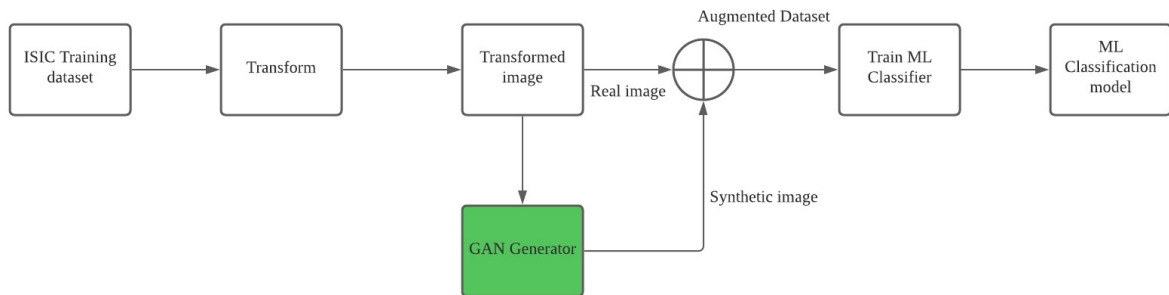 ISIC Training
dataset
Transform
Transformed
image
Real image
Augmented Dataset
Train ML
Classifier
ML
Classification
model
GAN Generator
Synthetic image